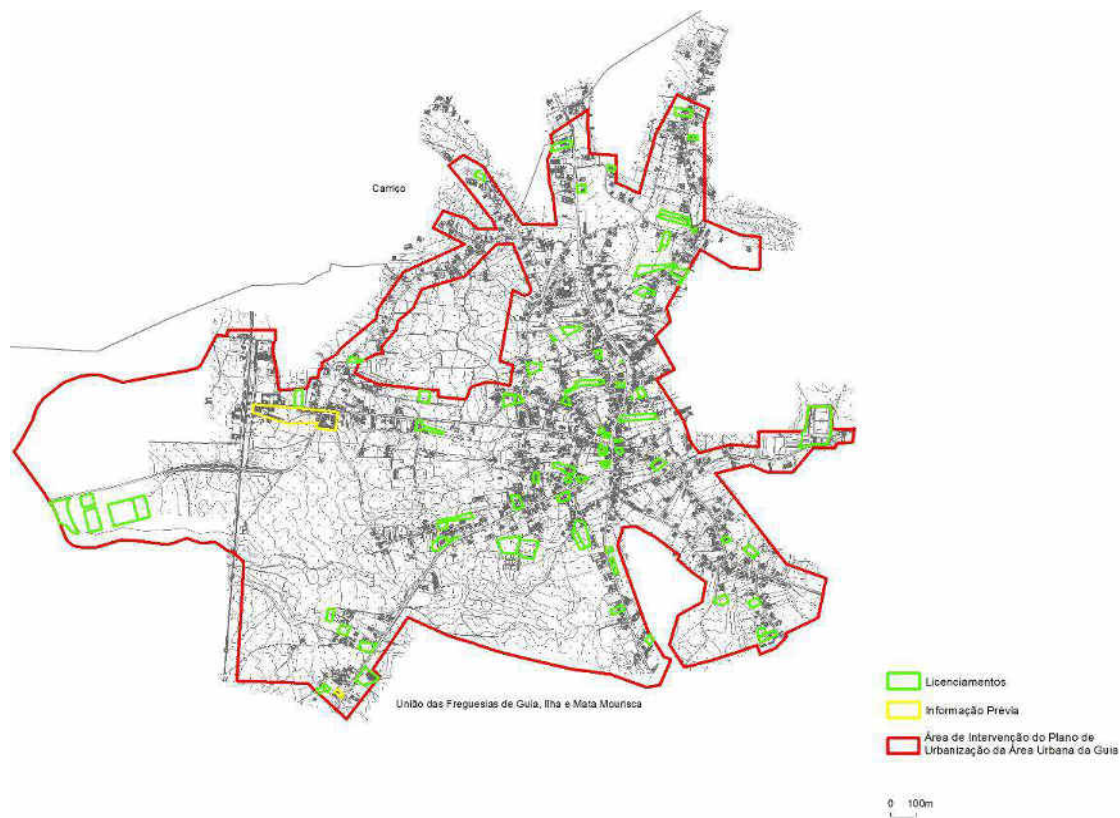 Carriço
União das Freguesias de Guia, Ilha e Mata Mourisca
Licenciamentos
Informação Prévia
Área de Intervenção do Plano de
Urbanização da Área Urbana da Guia
0 100m